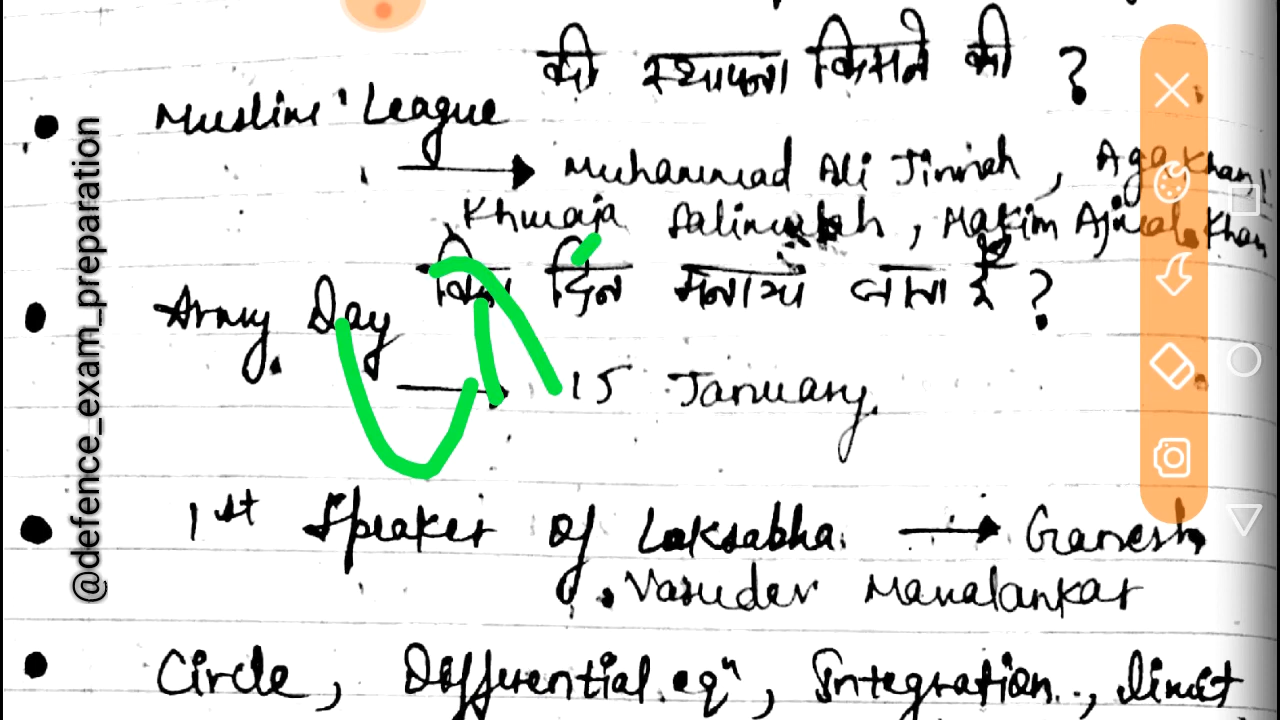 की स्थापना किसने की ?
Muslim League
→ Muhammad Ali Jinnah , Aga Khan,
Khwaja Salimullah , Hakim Ajmal Khan
किस दिन मनाया जाता है ?
Army Day
→ 15 January.
1st Speaker of Loksabha. → Ganesh
Vasudev Mavalankar
Circle, Differential eqn, Integration, limit
@defence_exam_preparation